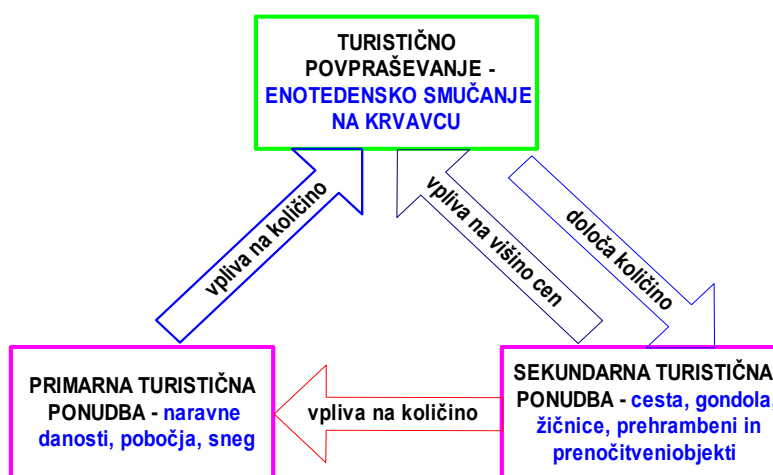 TURISTIČNO
POVPRAŠEVANJE -
ENOTEDENSKO SMUČANJE
NA KRVAVCU
vpliva na količino
vpliva na višino cen
določa količino
PRIMARNA TURISTIČNA
PONUDBA - naravne
danosti, pobočja, sneg
vpliva na količino
SEKUNDARNA TURISTIČNA
PONUDBA - cesta, gondola,
žičnice, prehrambeni in
prenočitveniobjekti